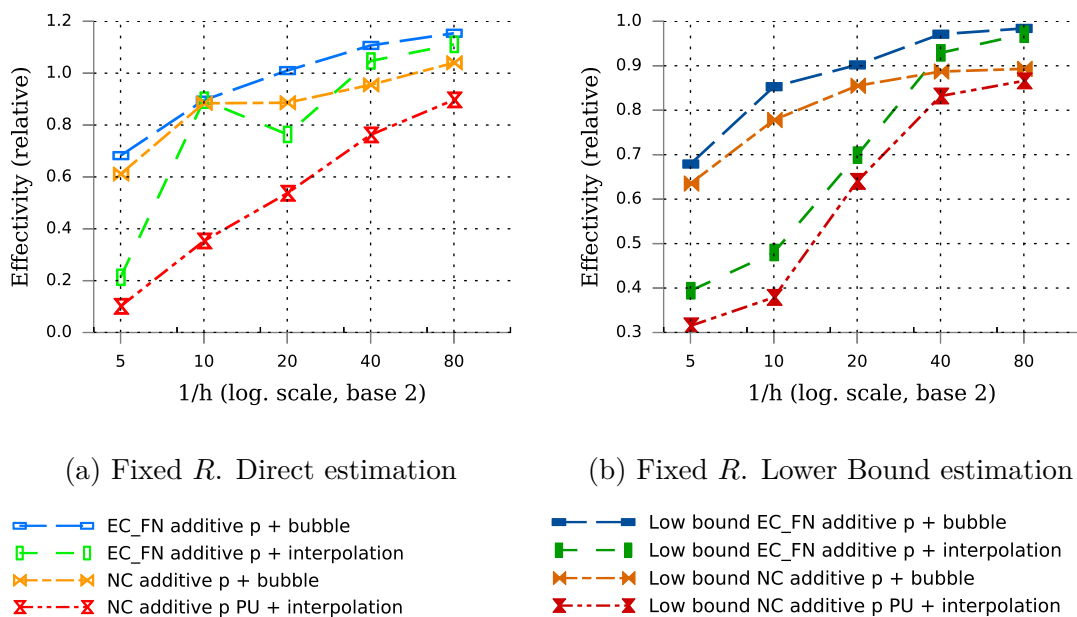 1.2
1.0
0.8
0.6
0.4
0.2
0.0
Effectivity (relative)
5 10 20 40 80
1/h (log. scale, base 2)
(a) Fixed R. Direct estimation
EC_FN additive p + bubble
EC_FN additive p + interpolation
NC additive p + bubble
NC additive p PU + interpolation
1.0
0.9
0.8
0.7
0.6
0.5
0.4
0.3
Effectivity (relative)
5 10 20 40 80
1/h (log. scale, base 2)
(b) Fixed R. Lower Bound estimation
Low bound EC_FN additive p + bubble
Low bound EC_FN additive p + interpolation
Low bound NC additive p + bubble
Low bound NC additive p PU + interpolation